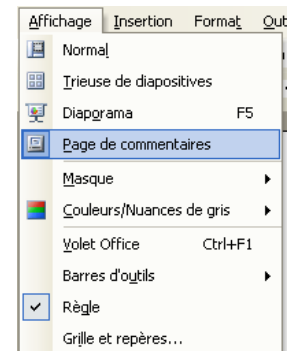 Affichage Insertion Format
Normal
Trieuse de diapositives
Diaporama F5
Page de commentaires
Masque
Couleurs/Nuances de gris
Volet Office Ctrl+F1
Barres d'outils
Règle
Grille et repères...